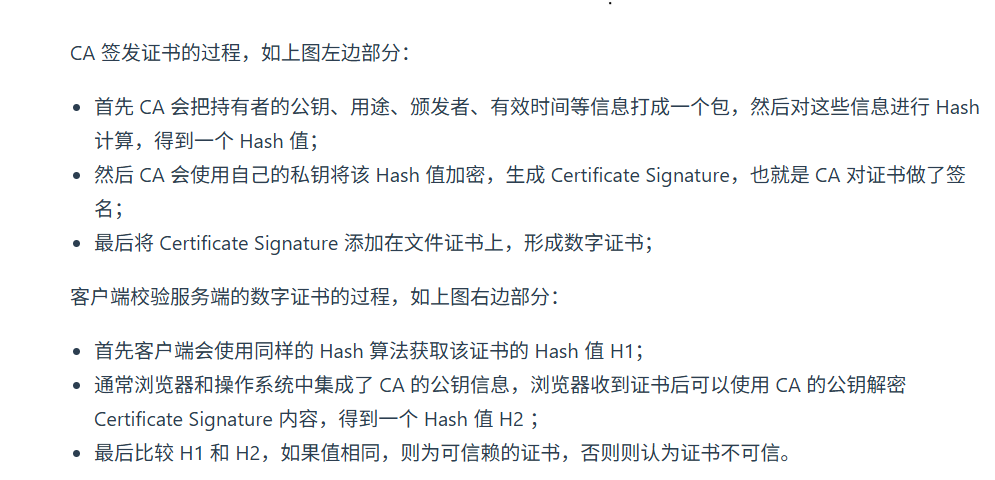 CA 签发证书的过程，如上图左边部分：
首先 CA 会把持有者的公钥、用途、颁发者、有效时间等信息打成一个包，然后对这些信息进行 Hash
计算，得到一个 Hash 值；
然后 CA 会使用自己的私钥将该 Hash 值加密，生成 Certificate Signature，也就是 CA 对证书做了签
名；
最后将 Certificate Signature 添加在文件证书上，形成数字证书；
客户端校验服务端的数字证书的过程，如上图右边部分：
首先客户端会使用同样的 Hash 算法获取该证书的 Hash 值 H1；
通常浏览器和操作系统中集成了 CA 的公钥信息，浏览器收到证书后可以使用 CA 的公钥解密
Certificate Signature 内容，得到一个 Hash 值 H2 ；
最后比较 H1 和 H2，如果值相同，则为可信赖的证书，否则则认为证书不可信。